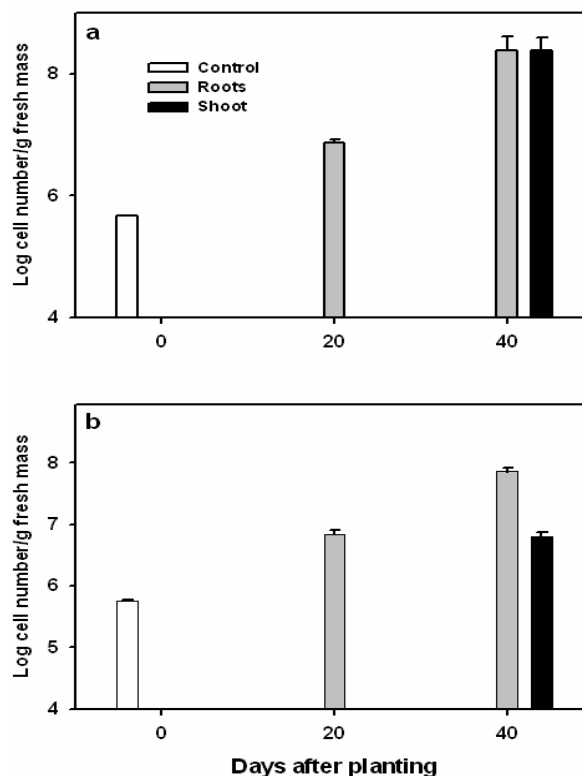 a
Control
Roots
Shoot
Log cell number/g fresh mass
8
6
4
0 20 40
b
Log cell number/g fresh mass
8
7
6
5
4
0 20 40
Days after planting